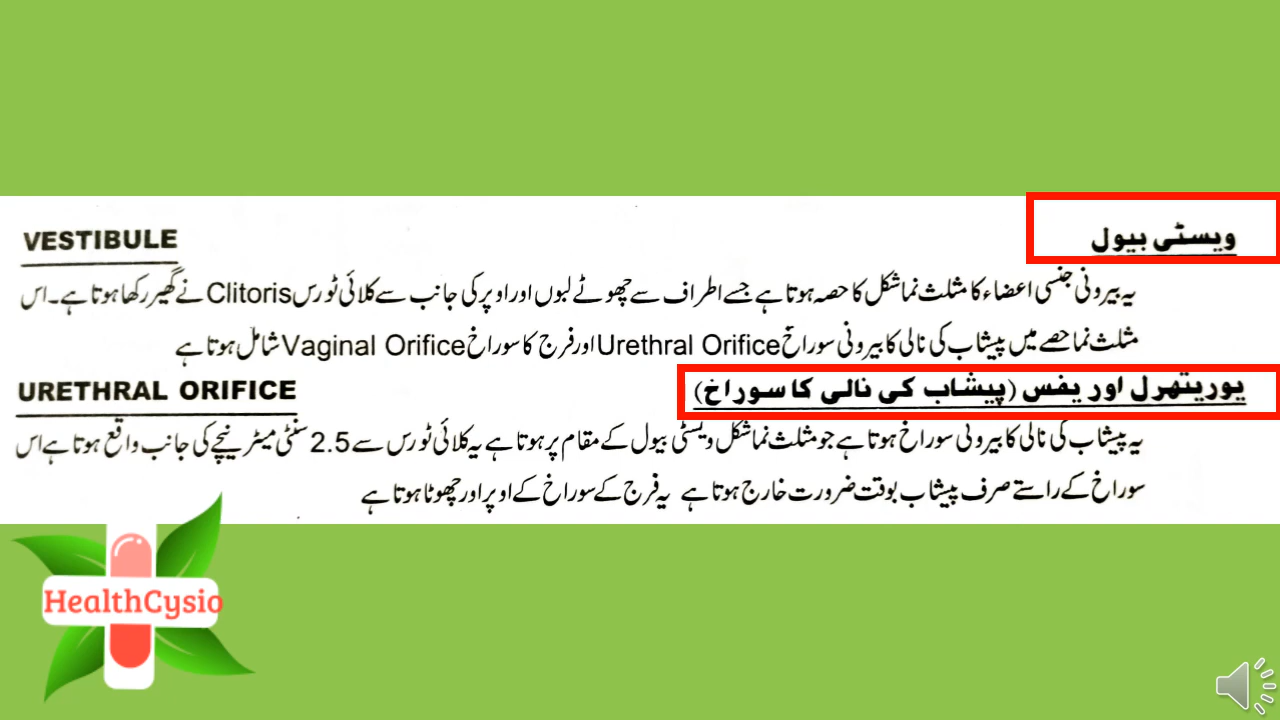 ویسٹی بیول VESTIBULE
یہ بیرونی جنسی اعضاء کا مثلث نما شکل کا حصہ ہوتا ہے جسے اطراف سے چھوٹے لبوں اور اوپر کی جانب سے کلائی ٹورس Clitoris نے گھیر رکھا ہوتا ہے۔ اس
مثلث نما حصے میں پیشاب کی نالی کا بیرونی سوراخ Urethral Orifice اور فرج کا سوراخ Vaginal Orifice شامل ہوتا ہے
یوریتھرل اور یفس (پیشاب کی نالی کا سوراخ) URETHRAL ORIFICE
یہ پیشاب کی نالی کا بیرونی سوراخ ہوتا ہے جو مثلث نما شکل ویسٹی بیول کے مقام پر ہوتا ہے یہ کلائی ٹورس سے 2.5 سنٹی میٹر نیچے کی جانب واقع ہوتا ہے اس
سوراخ کے راستے صرف پیشاب بوقت ضرورت خارج ہوتا ہے یہ فرج کے سوراخ کے اوپر اور چھوٹا ہوتا ہے
HealthCysio